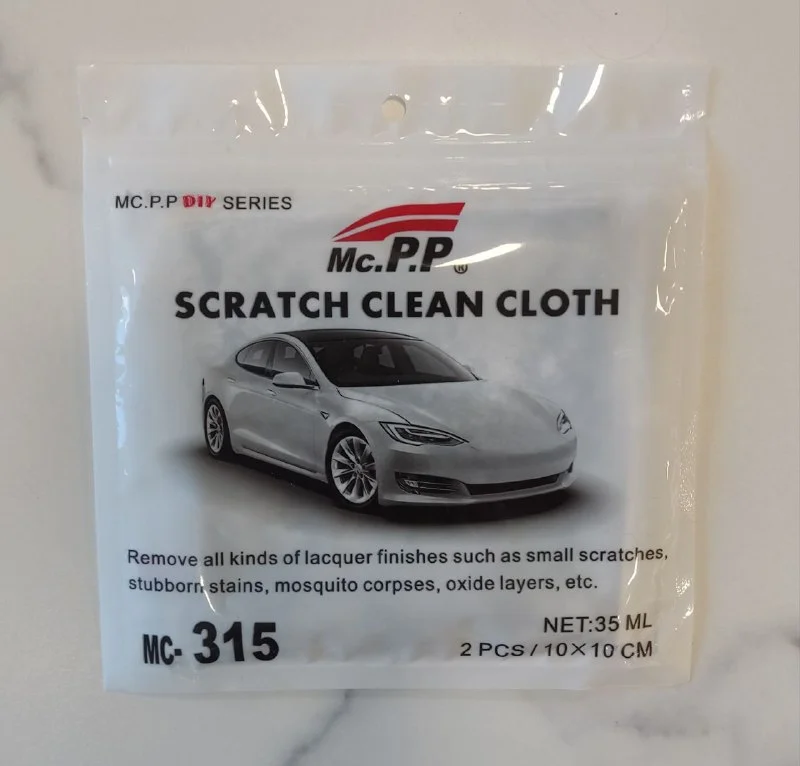 MC.P.P DIY SERIES
Mc.P.P®
SCRATCH CLEAN CLOTH
Remove all kinds of lacquer finishes such as small scratches,
stubborn stains, mosquito corpses, oxide layers, etc.
MC-315
NET:35 ML
2 PCS / 10×10 CM